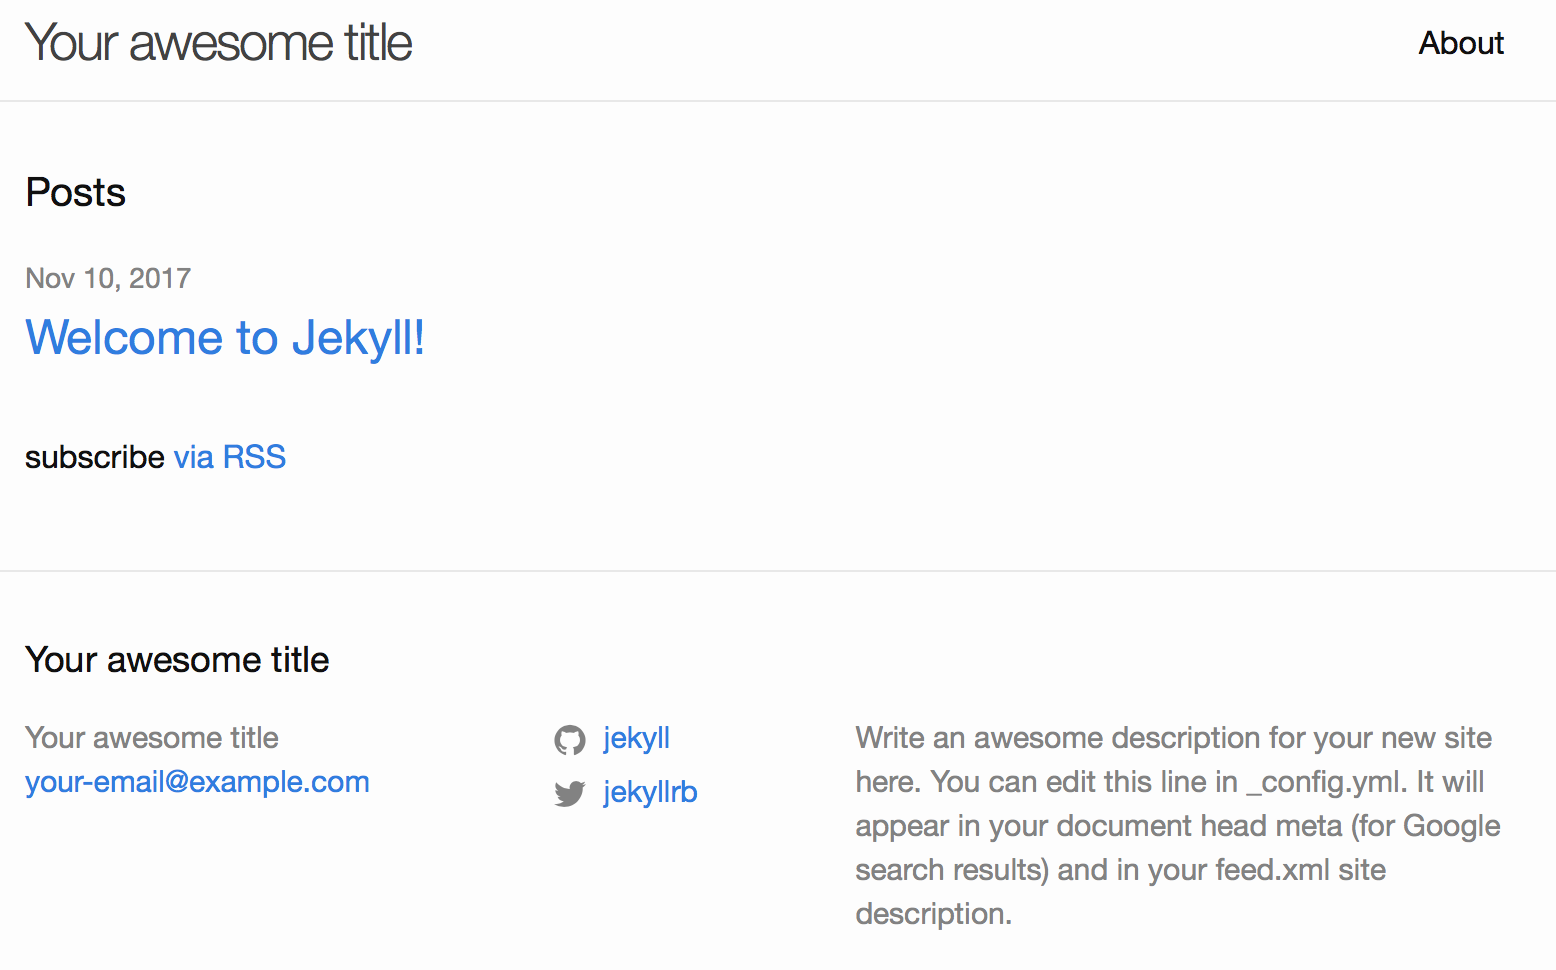 Your awesome title
About
Posts
Nov 10, 2017
Welcome to Jekyll!
subscribe via RSS
Your awesome title
Your awesome title
your-email@example.com
jekyll
jekyllrb
Write an awesome description for your new site
here. You can edit this line in _config.yml. It will
appear in your document head meta (for Google
search results) and in your feed.xml site
description.